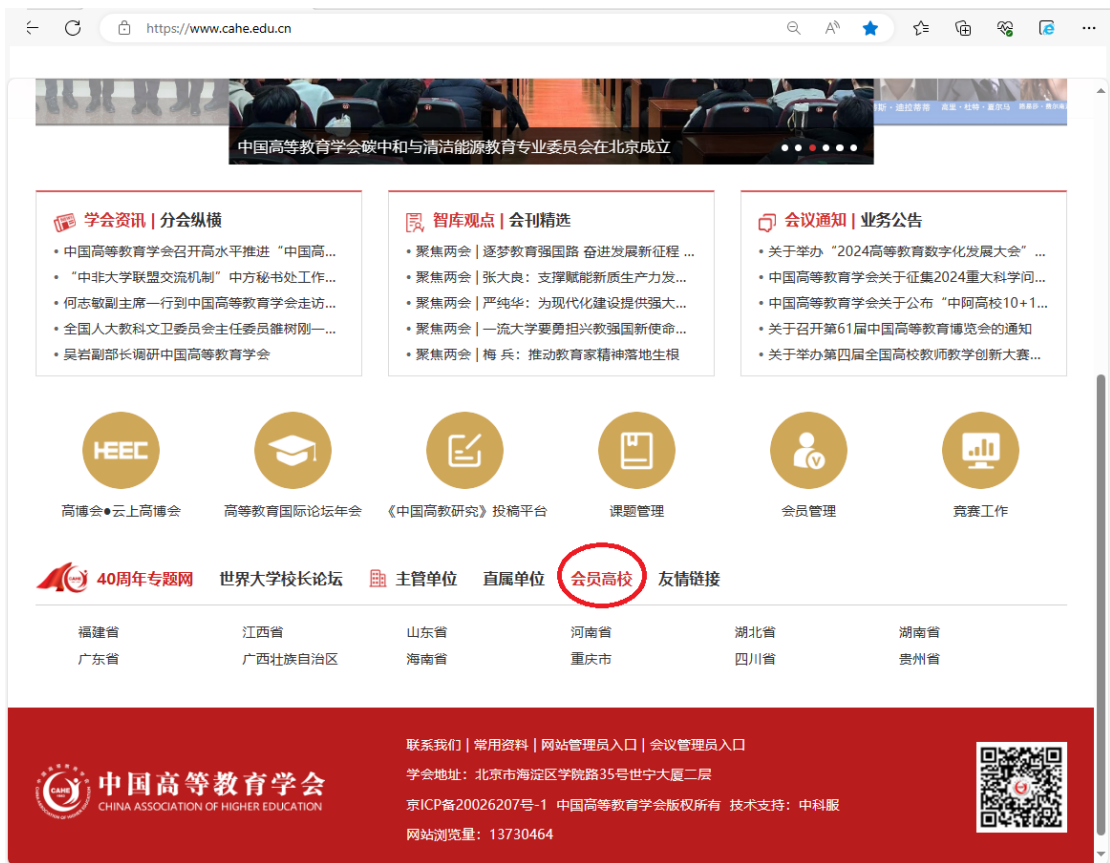 https://www.cahe.edu.cn
中国高等教育学会碳中和与清洁能源教育专业委员会在北京成立
学会资讯 | 分会纵横
• 中国高等教育学会召开高水平推进“中国高...
• “中非大学联盟交流机制”中方秘书处工作...
• 何志敏副主席一行到中国高等教育学会走访...
• 全国人大教科文卫委员会主任委员雒树刚一...
• 吴岩副部长调研中国高等教育学会
智库观点 | 会刊精选
• 聚焦两会 | 逐梦教育强国路 奋进发展新征程 ...
• 聚焦两会 | 张大良：支撑赋能新质生产力发...
• 聚焦两会 | 严纯华：为现代化建设提供强大...
• 聚焦两会 | 一流大学要勇担兴教强国新使命...
• 聚焦两会 | 梅 兵：推动教育家精神落地生根
会议通知 | 业务公告
• 关于举办“2024高等教育数字化发展大会”...
• 中国高等教育学会关于征集2024重大科学问...
• 中国高等教育学会关于公布“中阿高校10+1...
• 关于召开第61届中国高等教育博览会的通知
• 关于举办第四届全国高校教师教学创新大赛...
HEEC
高博会●云上高博会 高等教育国际论坛年会 《中国高教研究》投稿平台 课题管理 会员管理 竞赛工作
40周年专题网 世界大学校长论坛 主管单位 直属单位 会员高校 友情链接
福建省 江西省 山东省 河南省 湖北省 湖南省
广东省 广西壮族自治区 海南省 重庆市 四川省 贵州省
中国高等教育学会
CHINA ASSOCIATION OF HIGHER EDUCATION
联系我们 | 常用资料 | 网站管理员入口 | 会议管理员入口
学会地址：北京市海淀区学院路35号世宁大厦二层
京ICP备20026207号-1 中国高等教育学会版权所有 技术支持：中科服
网站浏览量：13730464